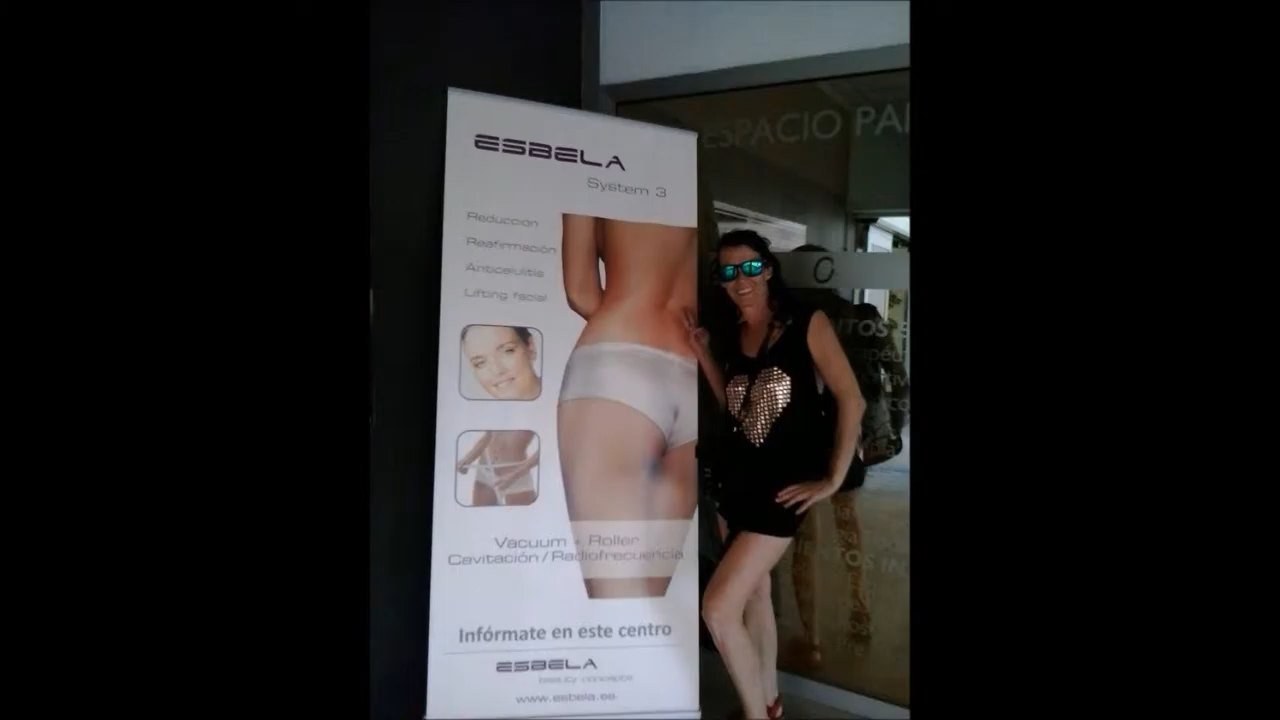 ESBELA
System 3
Reducción
Reafirmación
Anticelulitis
Lifting facial
Vacuum + Roller
Cavitación / Radiofrecuencia
Infórmate en este centro
ESBELA
beauty concepts
www.esbela.es
ESPACIO PA